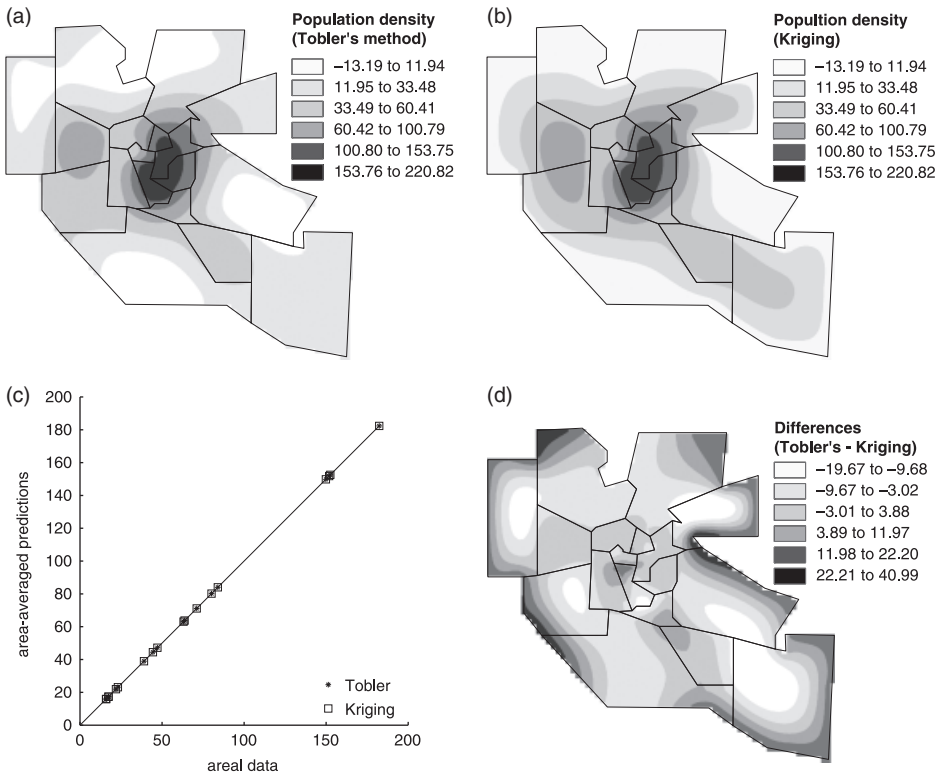 (a)
Population density
(Tobler's method)
−13.19 to 11.94
11.95 to 33.48
33.49 to 60.41
60.42 to 100.79
100.80 to 153.75
153.76 to 220.82
(b)
Popultion density
(Kriging)
−13.19 to 11.94
11.95 to 33.48
33.49 to 60.41
60.42 to 100.79
100.80 to 153.75
153.76 to 220.82
(c)
200
180
160
140
120
100
80
60
40
20
0
area-averaged predictions
Tobler
Kriging
0
50
100
150
200
areal data
(d)
Differences
(Tobler's - Kriging)
−19.67 to −9.68
−9.67 to −3.02
−3.01 to 3.88
3.89 to 11.97
11.98 to 22.20
22.21 to 40.99